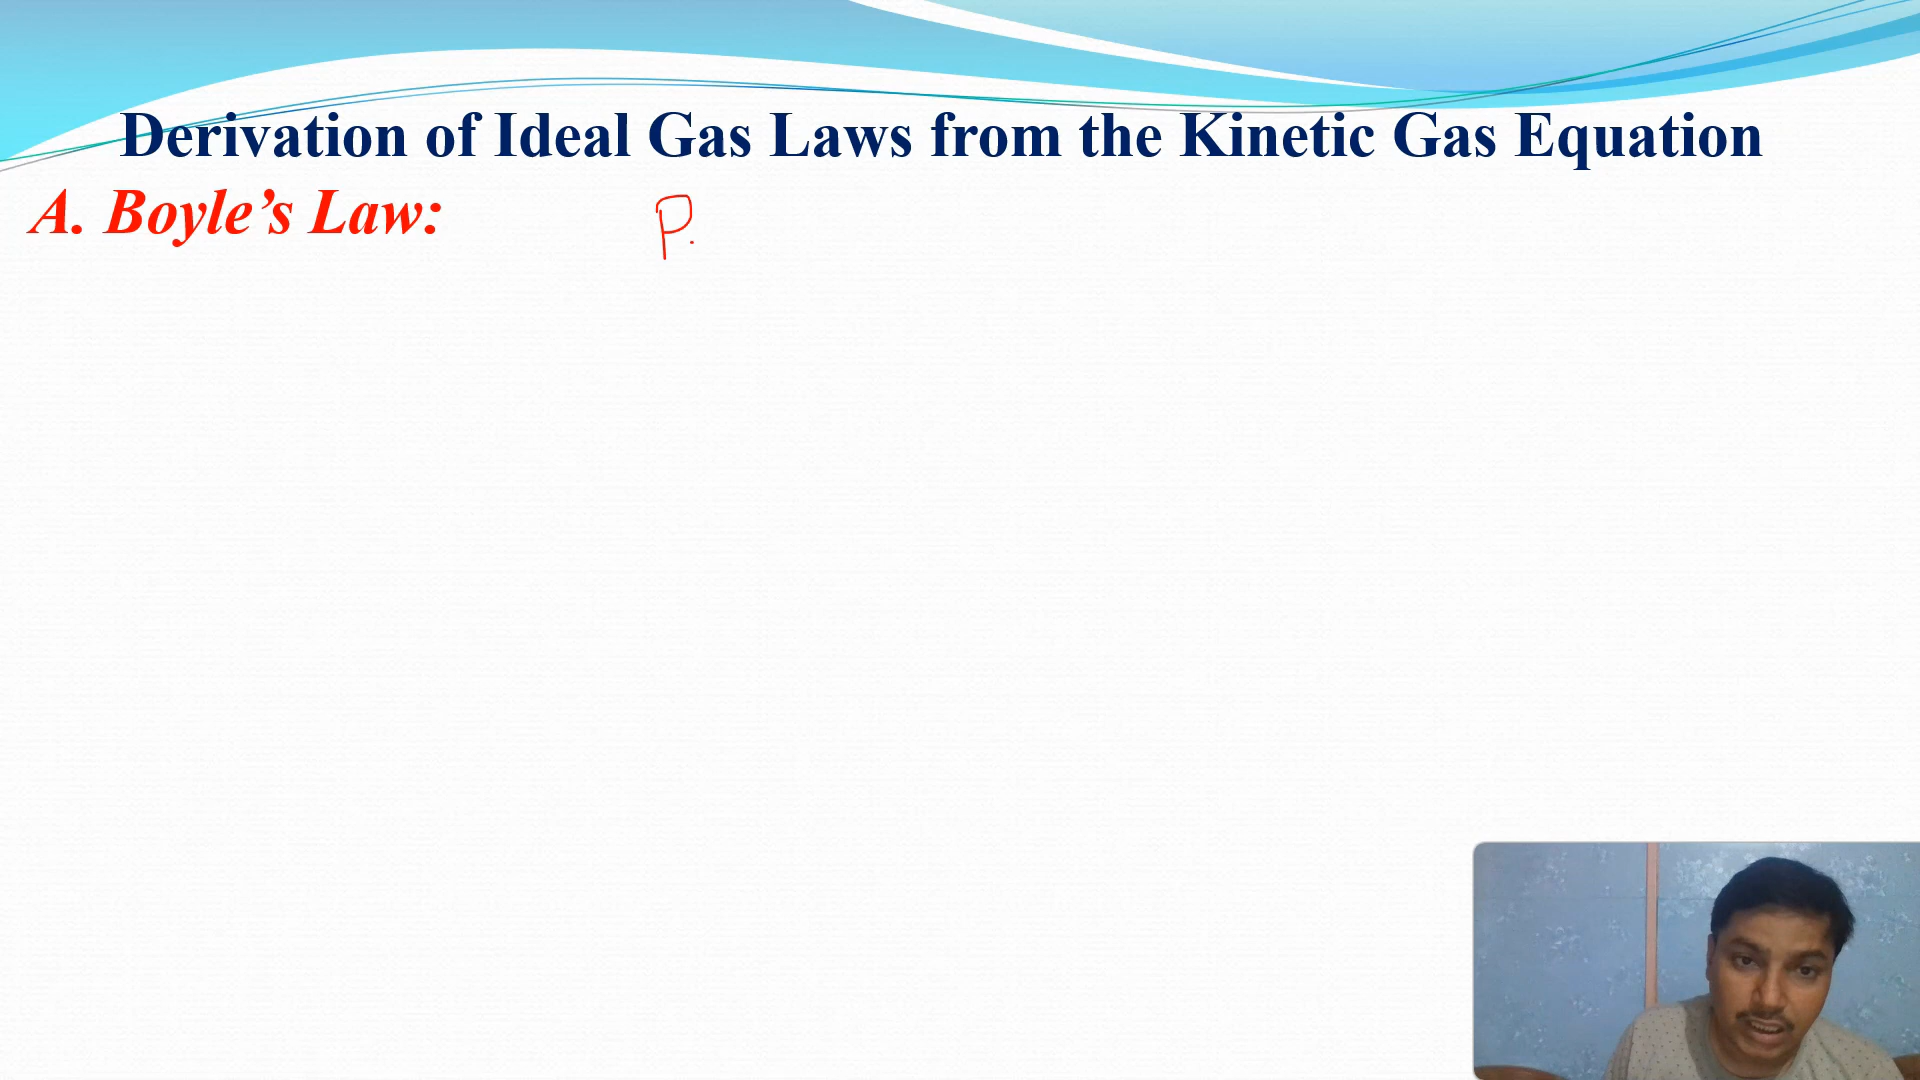 Derivation of Ideal Gas Laws from the Kinetic Gas Equation
A. Boyle’s Law:
P.